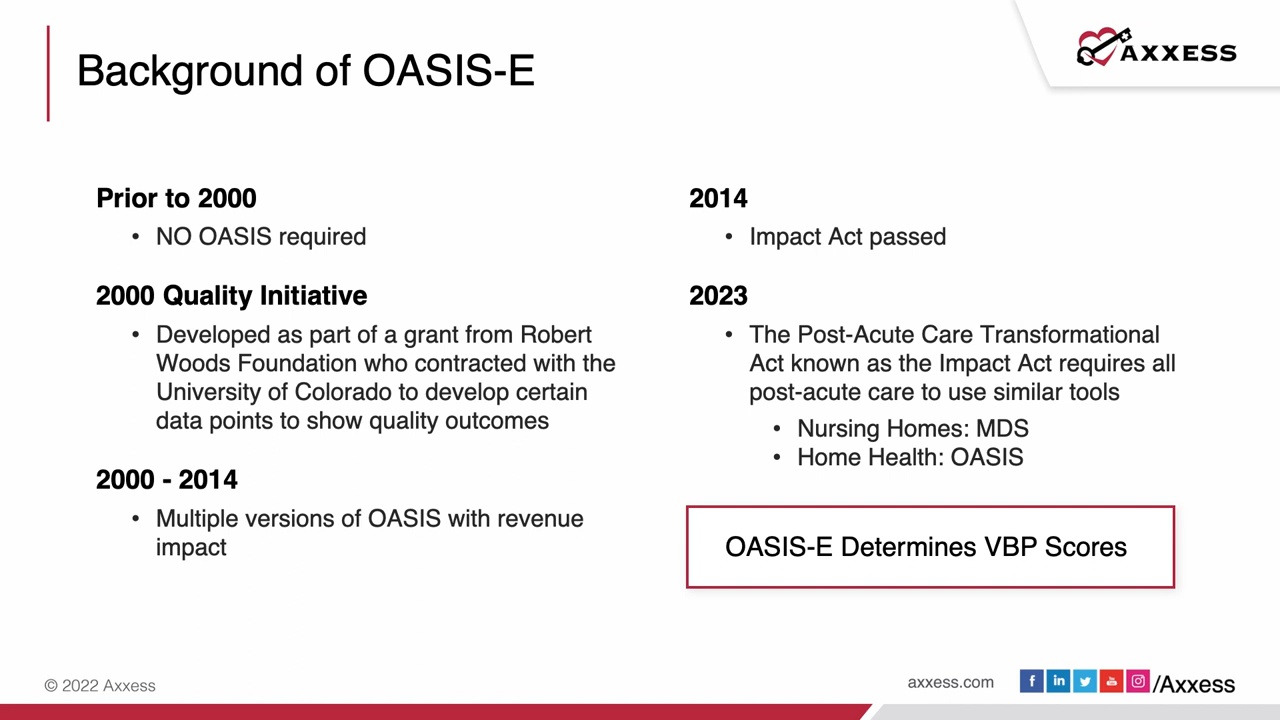 Background of OASIS-E
AXXESS
Prior to 2000
• NO OASIS required
2000 Quality Initiative
• Developed as part of a grant from Robert
Woods Foundation who contracted with the
University of Colorado to develop certain
data points to show quality outcomes
2000 - 2014
• Multiple versions of OASIS with revenue
impact
2014
• Impact Act passed
2023
• The Post-Acute Care Transformational
Act known as the Impact Act requires all
post-acute care to use similar tools
• Nursing Homes: MDS
• Home Health: OASIS
OASIS-E Determines VBP Scores
© 2022 Axxess
axxess.com
/Axxess